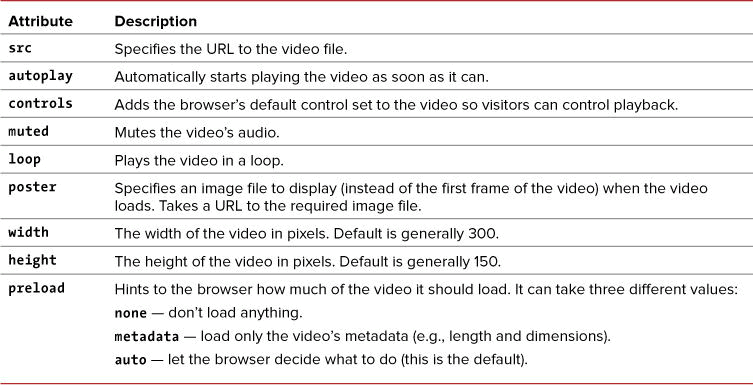 Attribute Description
src Specifies the URL to the video file.
autoplay Automatically starts playing the video as soon as it can.
controls Adds the browser’s default control set to the video so visitors can control playback.
muted Mutes the video’s audio.
loop Plays the video in a loop.
poster Specifies an image file to display (instead of the first frame of the video) when the video
loads. Takes a URL to the required image file.
width The width of the video in pixels. Default is generally 300.
height The height of the video in pixels. Default is generally 150.
preload Hints to the browser how much of the video it should load. It can take three different values:
none — don’t load anything.
metadata — load only the video’s metadata (e.g., length and dimensions).
auto — let the browser decide what to do (this is the default).